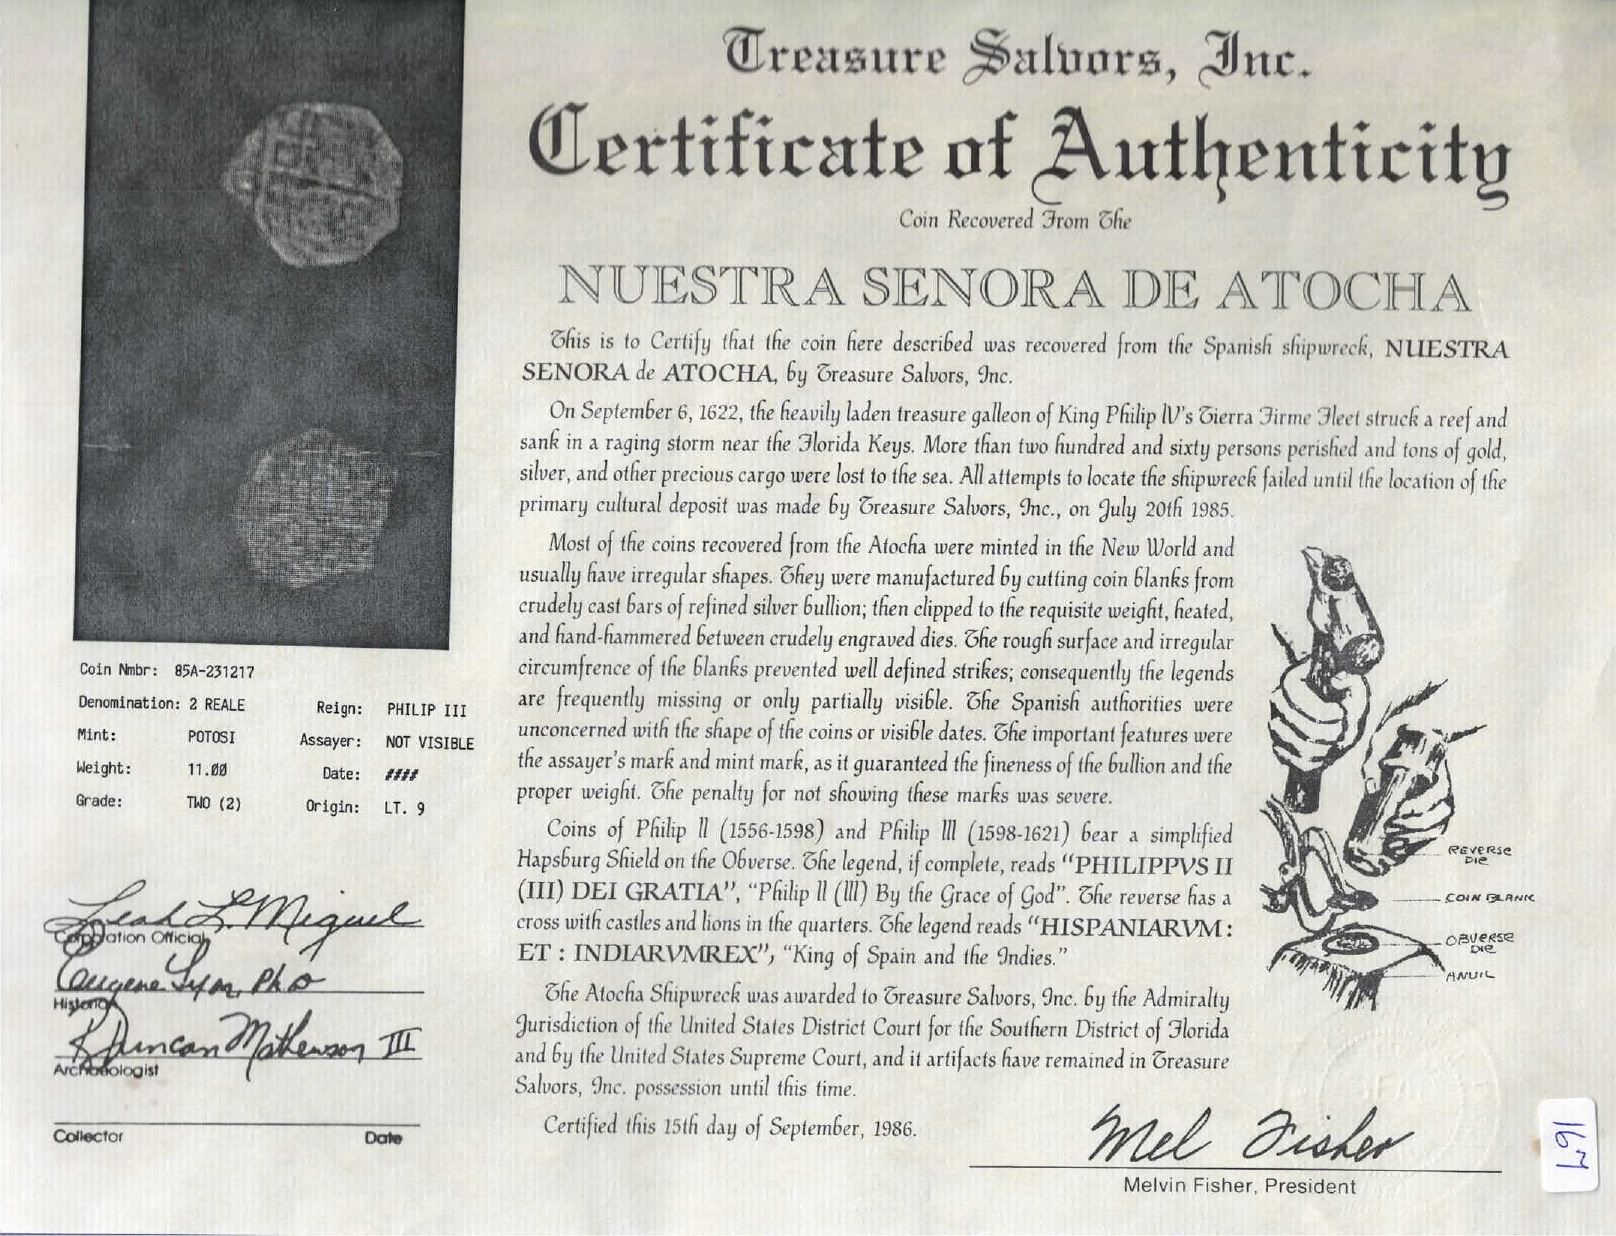 Treasure Salvors, Inc.
Certificate of Authenticity
Coin Recovered From The
NUESTRA SENORA DE ATOCHA
This is to Certify that the coin here described was recovered from the Spanish shipwreck, NUESTRA
SENORA de ATOCHA, by Treasure Salvors, Inc.
On September 6, 1622, the heavily laden treasure galleon of King Philip IV's Tierra Firme Fleet struck a reef and
sank in a raging storm near the Florida Keys. More than two hundred and sixty persons perished and tons of gold,
silver, and other precious cargo were lost to the sea. All attempts to locate the shipwreck failed until the location of the
primary cultural deposit was made by Treasure Salvors, Inc., on July 20th 1985.
Most of the coins recovered from the Atocha were minted in the New World and
usually have irregular shapes. They were manufactured by cutting coin blanks from
crudely cast bars of refined silver bullion; then clipped to the requisite weight, heated,
and hand-hammered between crudely engraved dies. The rough surface and irregular
circumfrence of the blanks prevented well defined strikes; consequently the legends
are frequently missing or only partially visible. The Spanish authorities were
unconcerned with the shape of the coins or visible dates. The important features were
the assayer's mark and mint mark, as it guaranteed the fineness of the bullion and the
proper weight. The penalty for not showing these marks was severe.
Coins of Philip II (1556-1598) and Philip III (1598-1621) bear a simplified
Hapsburg Shield on the Obverse. The legend, if complete, reads "PHILIPPVS II
(III) DEI GRATIA", "Philip II (III) By the Grace of God". The reverse has a
cross with castles and lions in the quarters. The legend reads "HISPANIARVM :
ET : INDIARVMREX", "King of Spain and the Indies."
The Atocha Shipwreck was awarded to Treasure Salvors, Inc. by the Admiralty
Jurisdiction of the United States District Court for the Southern District of Florida
and by the United States Supreme Court, and it artifacts have remained in Treasure
Salvors, Inc. possession until this time.
Certified this 15th day of September, 1986.
Mel Fisher
Melvin Fisher, President
REVERSE
DIE
COIN BLANK
OBVERSE
DIE
ANVIL
Coin Nmbr: 85A-231217
Denomination: 2 REALE Reign: PHILIP III
Mint: POTOSI Assayer: NOT VISIBLE
Weight: 11.00 Date: ####
Grade: TWO (2) Origin: LT. 9
Leah L. Miguel
Corporation Official
Eugene Lyon, PhD
Historian
R Duncan Mathewson III
Archaeologist
Collector Date
167